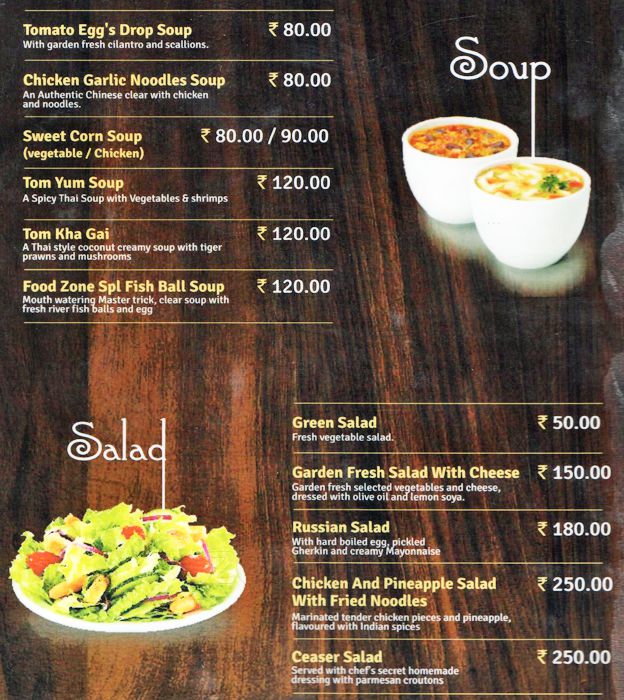 Soup
Tomato Egg's Drop Soup ₹ 80.00
With garden fresh cilantro and scallions.
Chicken Garlic Noodles Soup ₹ 80.00
An Authentic Chinese clear with chicken
and noodles.
Sweet Corn Soup ₹ 80.00 / 90.00
(vegetable / Chicken)
Tom Yum Soup ₹ 120.00
A Spicy Thai Soup with Vegetables & shrimps
Tom Kha Gai ₹ 120.00
A Thai style coconut creamy soup with tiger
prawns and mushrooms
Food Zone Spl Fish Ball Soup ₹ 120.00
Mouth watering Master trick, clear soup with
fresh river fish balls and egg
Salad
Green Salad ₹ 50.00
Fresh vegetable salad.
Garden Fresh Salad With Cheese ₹ 150.00
Garden fresh selected vegetables and cheese,
dressed with olive oil and lemon soya.
Russian Salad ₹ 180.00
With hard boiled egg, pickled
Gherkin and creamy Mayonnaise
Chicken And Pineapple Salad ₹ 250.00
With Fried Noodles
Marinated tender chicken pieces and pineapple,
flavoured with Indian spices
Ceaser Salad ₹ 250.00
Served with chef's secret homemade
dressing with parmesan croutons